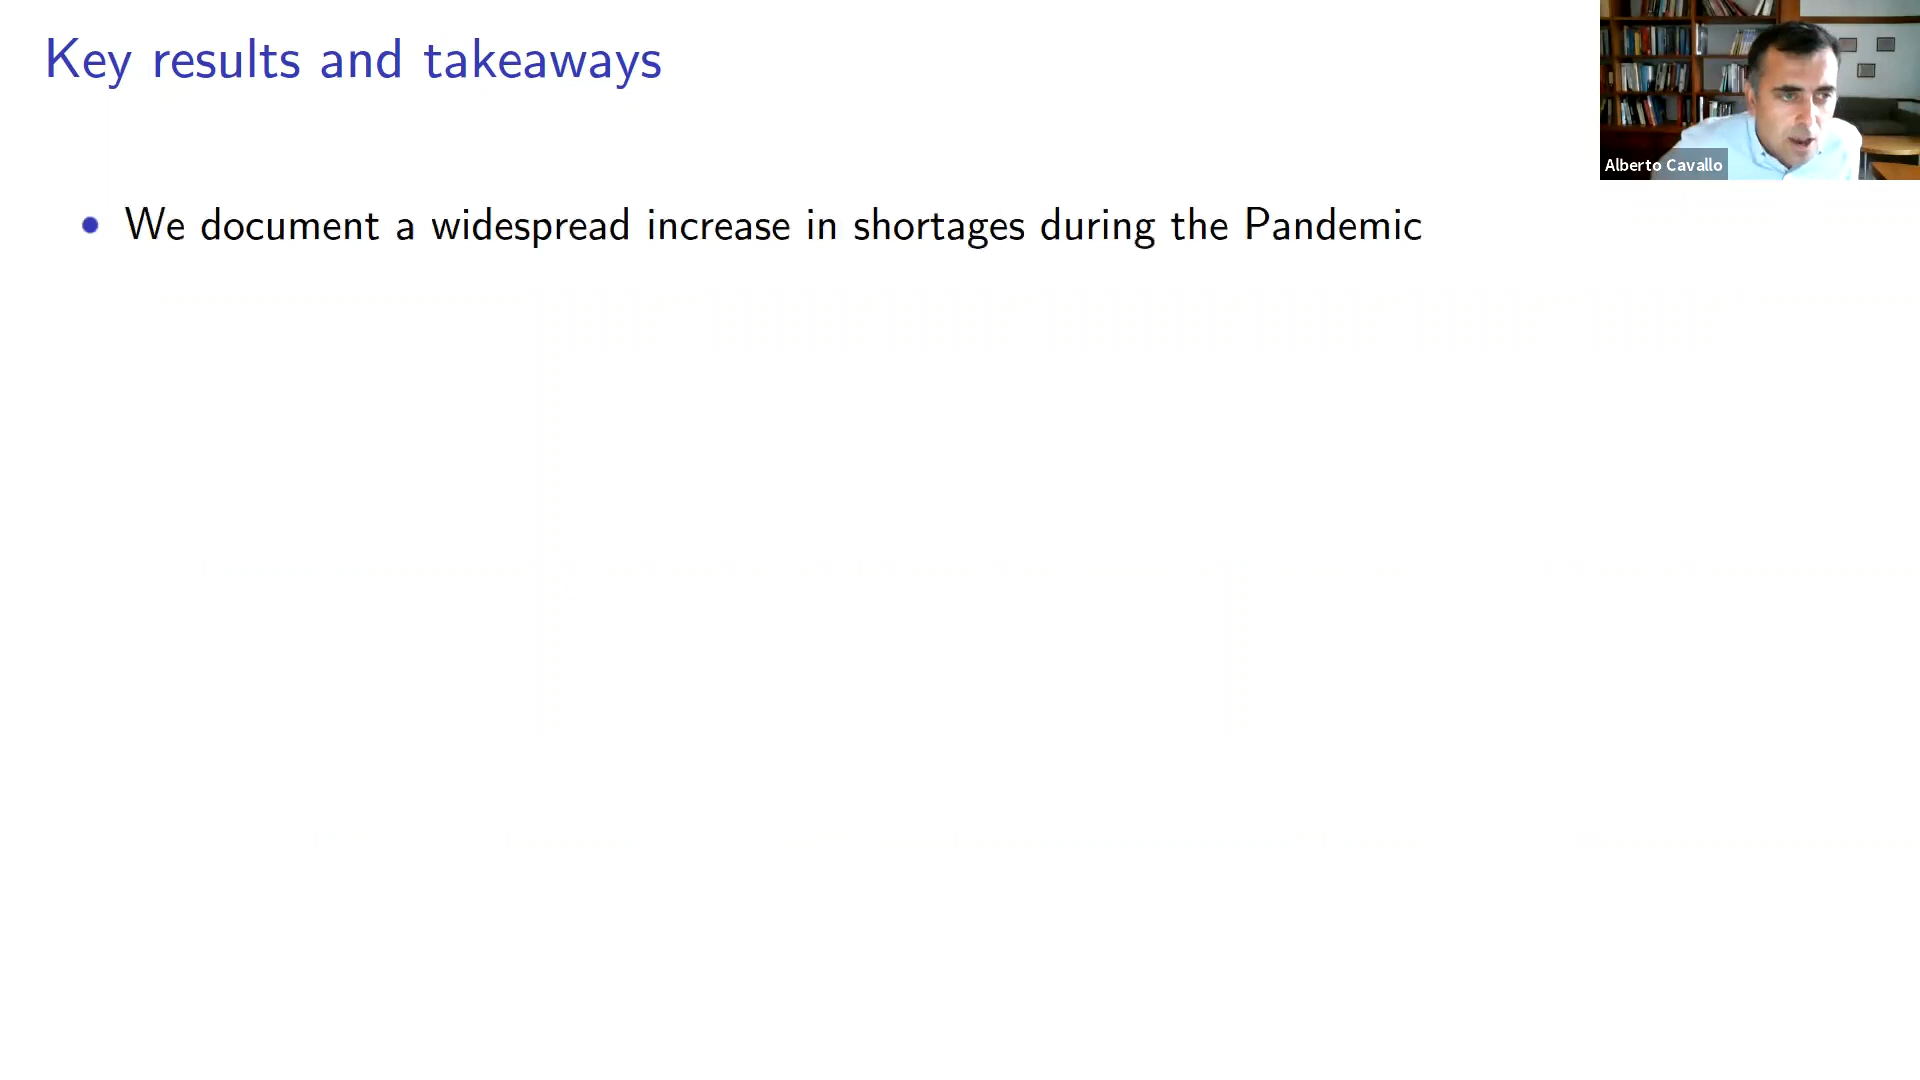 Key results and takeaways
Alberto Cavallo
• We document a widespread increase in shortages during the Pandemic